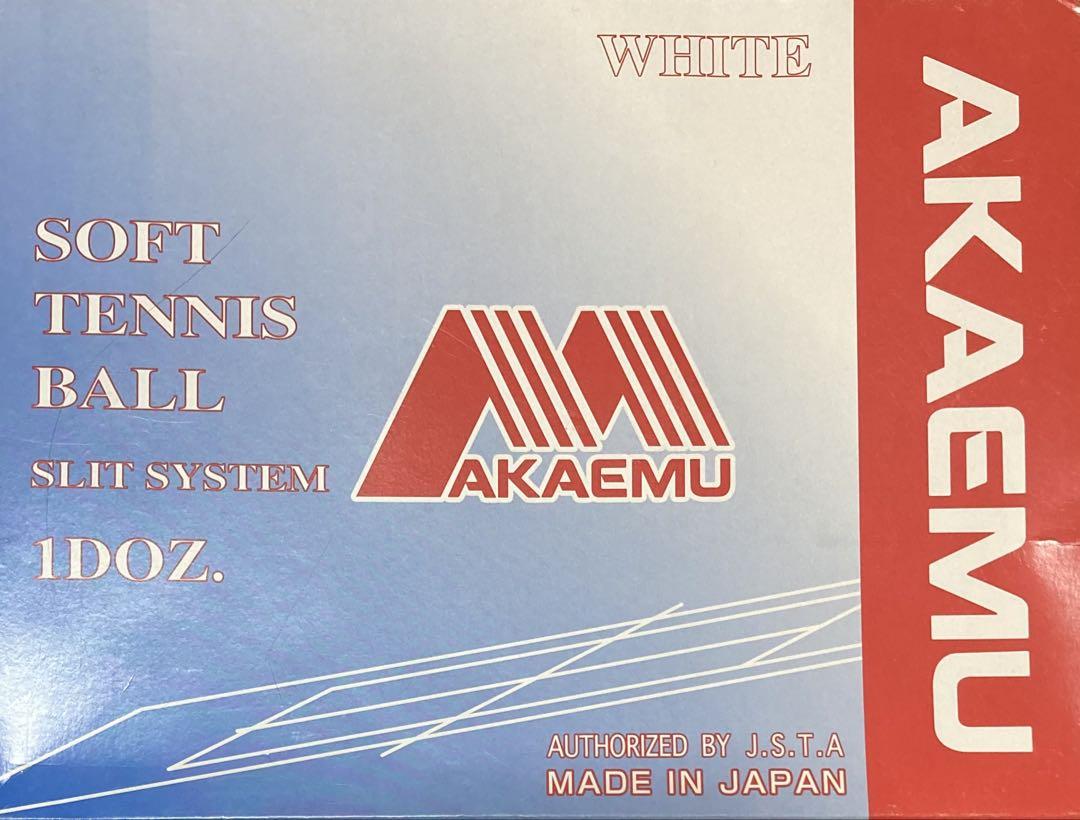 WHITE
SOFT
TENNIS
BALL
SLIT SYSTEM
1DOZ.
AKAEMU
AUTHORIZED BY J.S.T.A
MADE IN JAPAN
AKAEMU